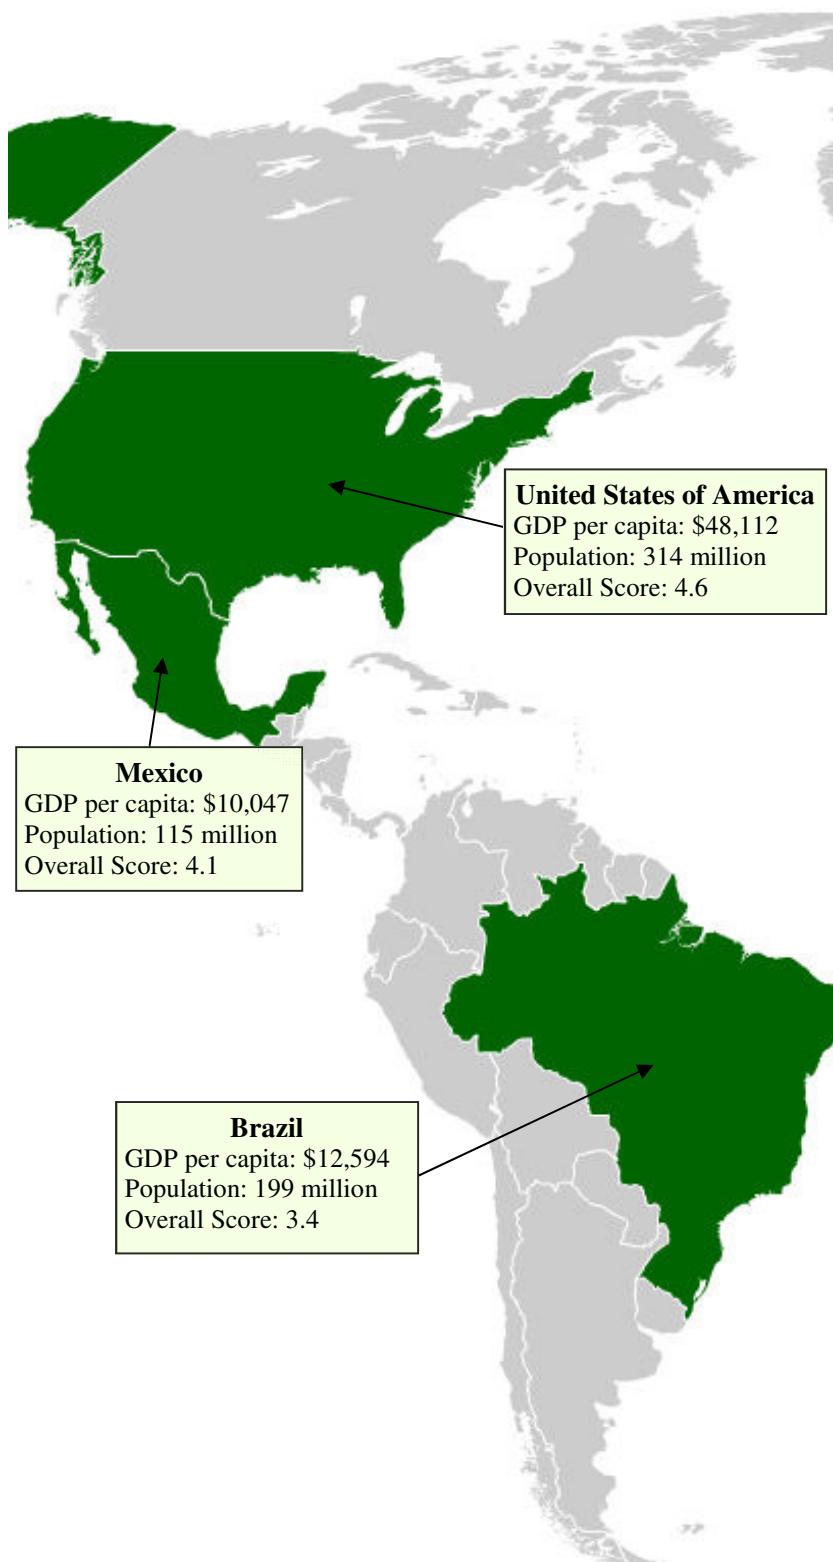 United States of America
GDP per capita: $48,112
Population: 314 million
Overall Score: 4.6
Mexico
GDP per capita: $10,047
Population: 115 million
Overall Score: 4.1
Brazil
GDP per capita: $12,594
Population: 199 million
Overall Score: 3.4